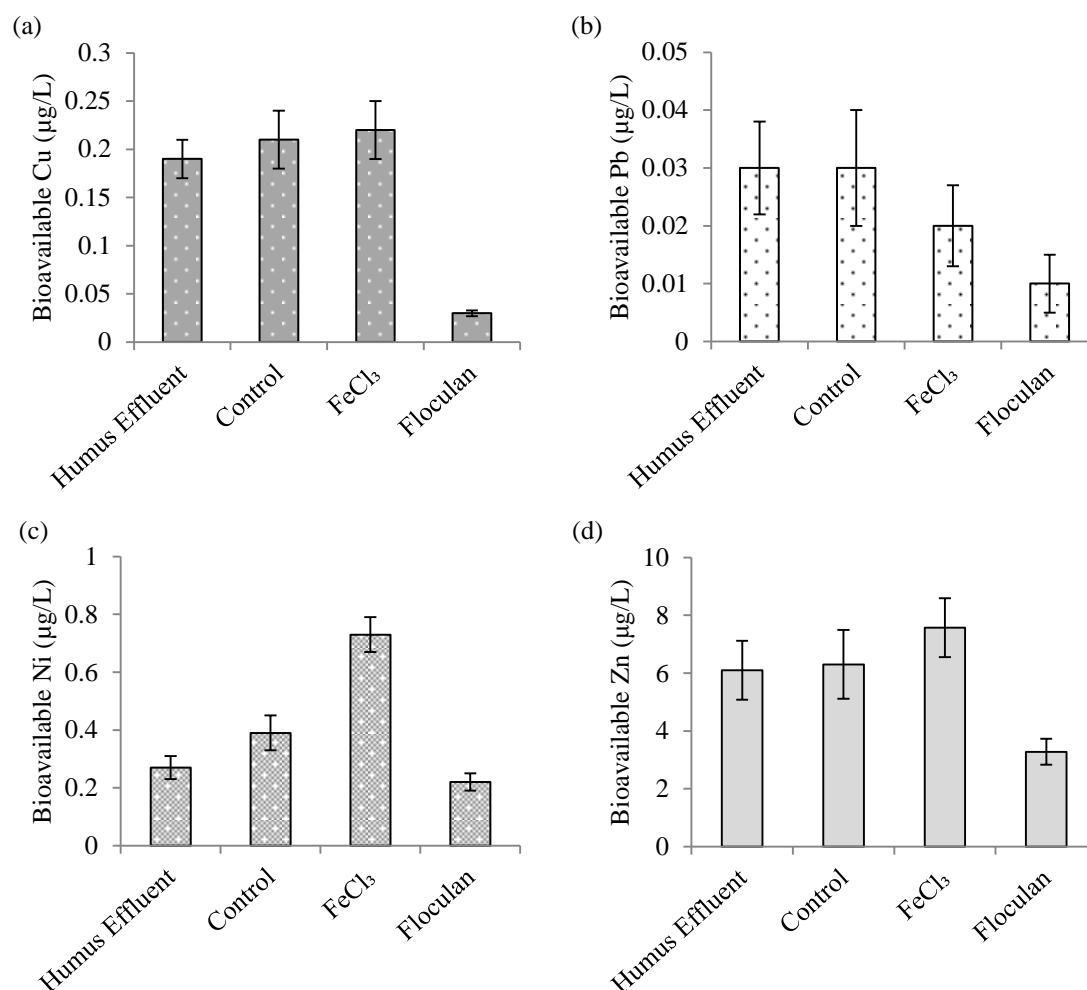 (a)
Bioavailable Cu (µg/L)
0.3
0.25
0.2
0.15
0.1
0.05
0
Humus Effluent
Control
FeCl₃
Floculan
(b)
Bioavailable Pb (µg/L)
0.05
0.04
0.03
0.02
0.01
0.00
Humus Effluent
Control
FeCl₃
Floculan
(c)
Bioavailable Ni (µg/L)
1
0.8
0.6
0.4
0.2
0
Humus Effluent
Control
FeCl₃
Floculan
(d)
Bioavailable Zn (µg/L)
10
8
6
4
2
0
Humus Effluent
Control
FeCl₃
Floculan